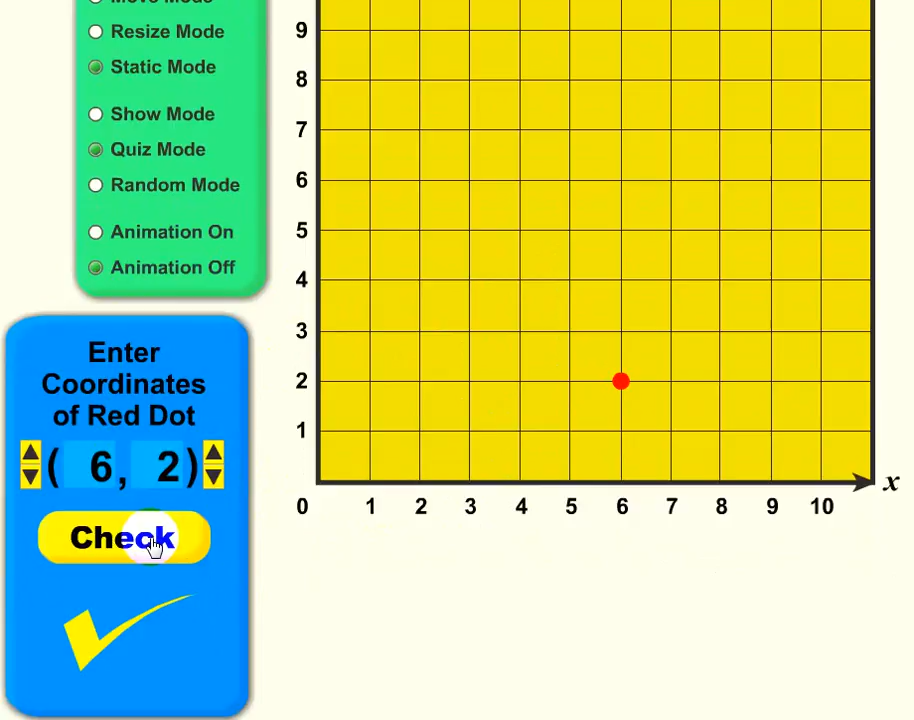 Move Mode
Resize Mode
Static Mode
Show Mode
Quiz Mode
Random Mode
Animation On
Animation Off
Enter
Coordinates
of Red Dot
( 6, 2)
Check
9
8
7
6
5
4
3
2
1
0 1 2 3 4 5 6 7 8 9 10
x